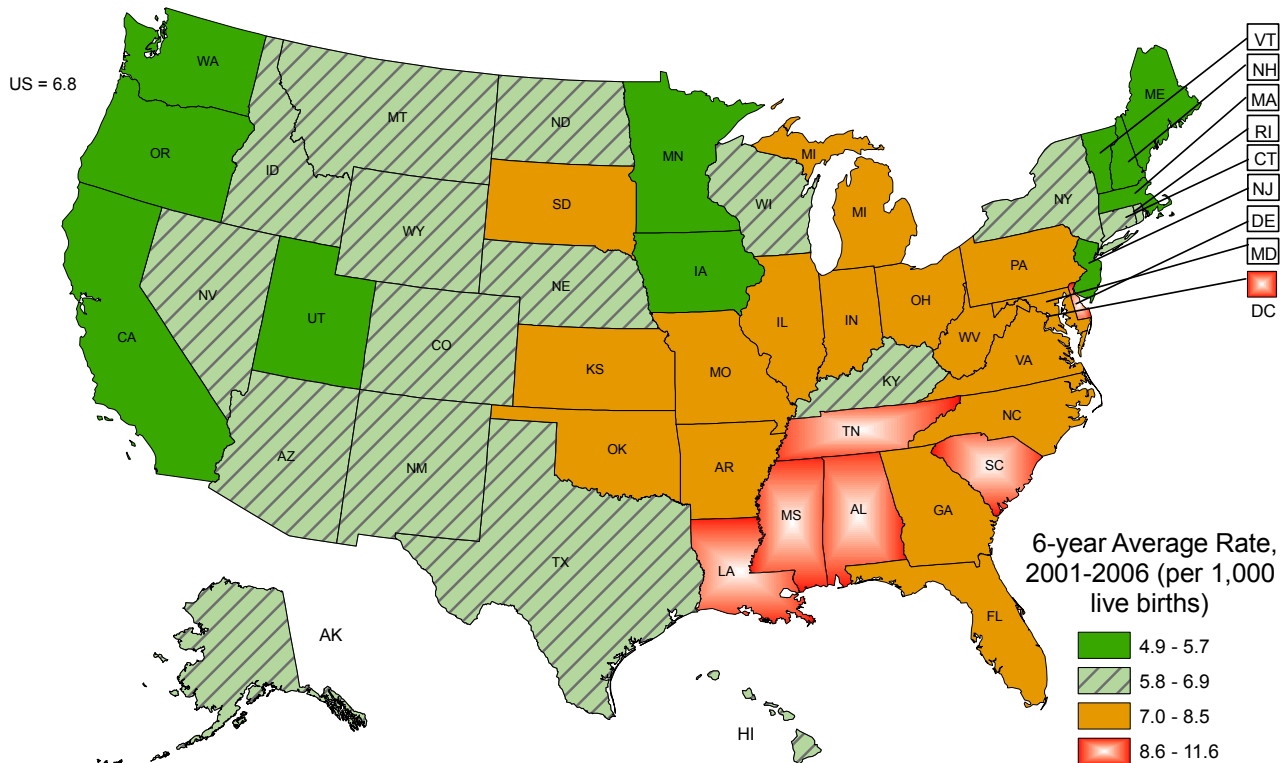 VT
NH
MA
RI
CT
NJ
DE
MD
DC
US = 6.8
WA
MT
ND
MN
ME
OR
ID
SD
WI
MI
MI
NY
WY
NV
UT
CA
CO
NE
IA
IL
IN
OH
PA
WV
VA
KS
MO
KY
NC
AZ
NM
OK
AR
TN
SC
MS
AL
GA
TX
LA
FL
AK
HI
6-year Average Rate,
2001-2006 (per 1,000
live births)
4.9 - 5.7
5.8 - 6.9
7.0 - 8.5
8.6 - 11.6